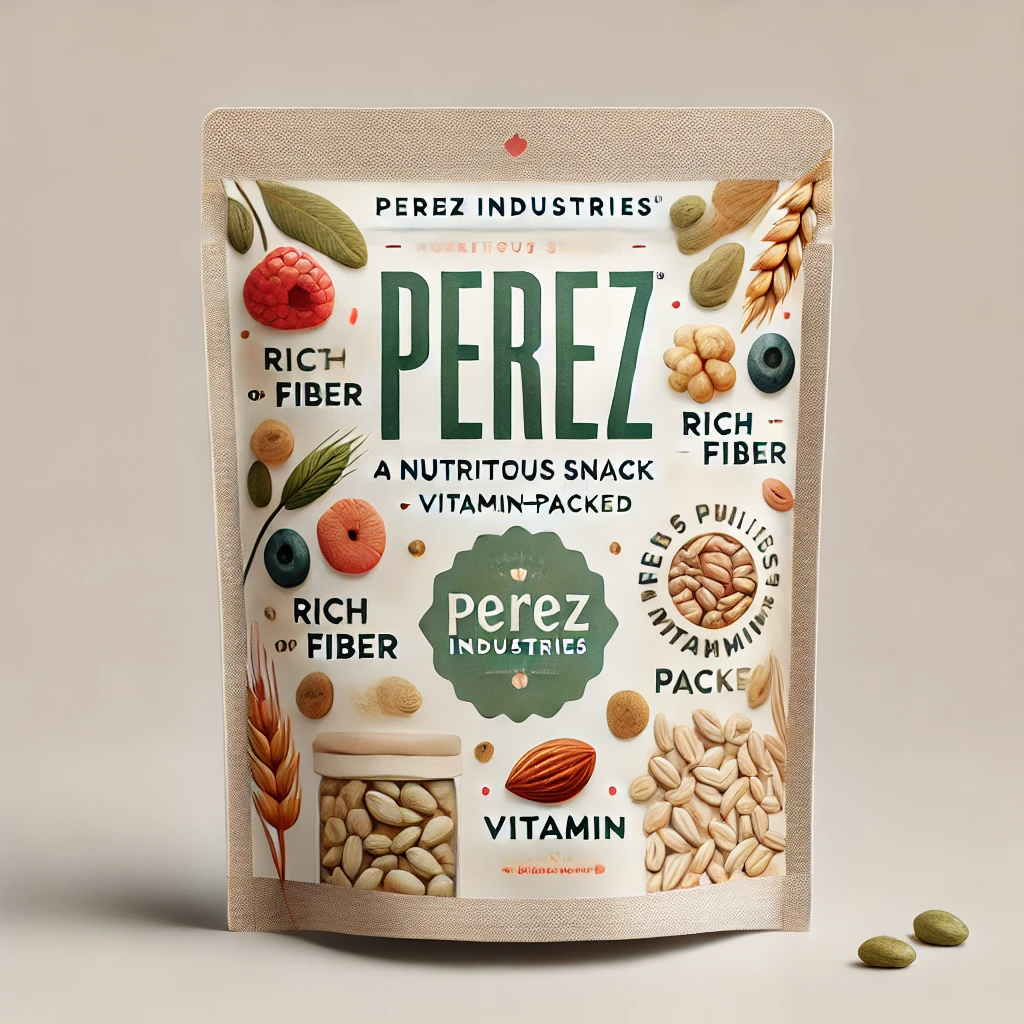 PEREZ INDUSTRIES
PEREZ
RICH
FIBER
RICH
FIBER
A NUTRITOUS SNACK
VITAMIN-PACKED
perez
INDUSTRIES
RICH
FIBER
PACKE
VITAMIN